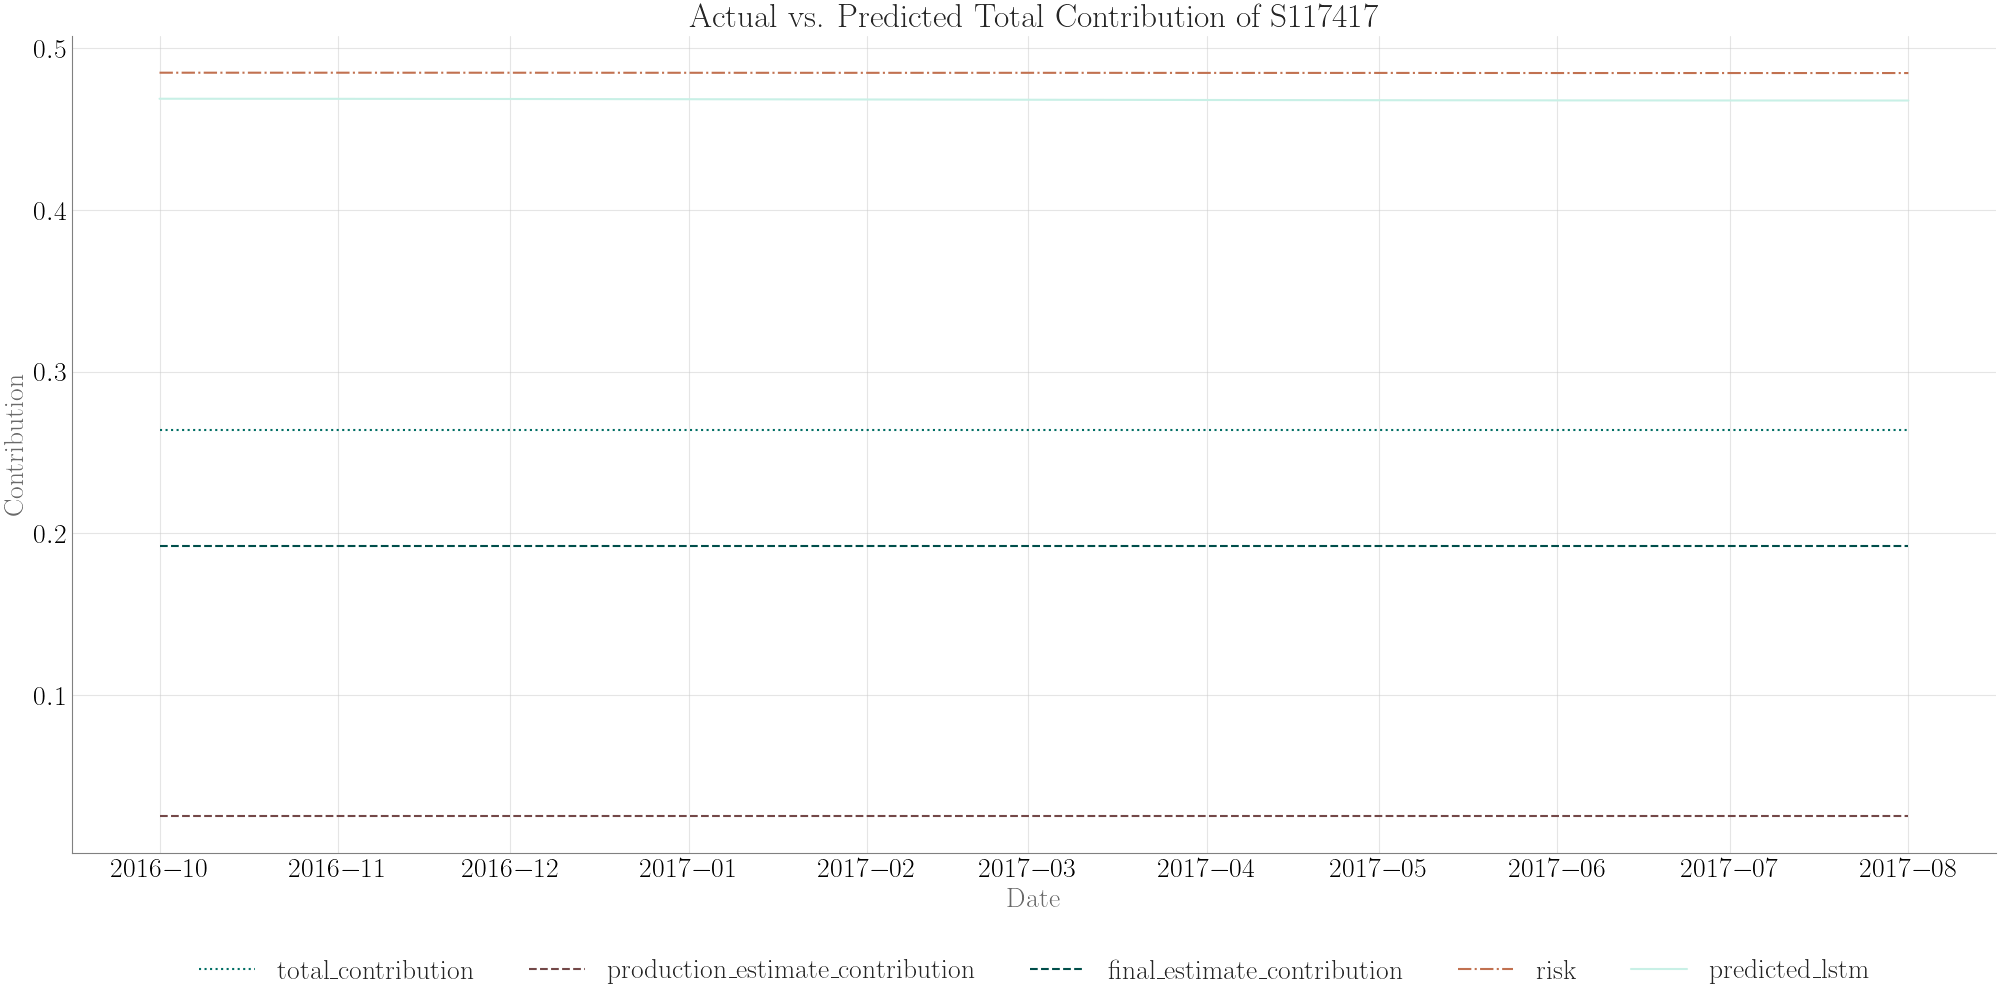 Actual vs. Predicted Total Contribution of S117417
0.5
0.4
0.3
0.2
0.1
Contribution
2016–10 2016–11 2016–12 2017–01 2017–02 2017–03 2017–04 2017–05 2017–06 2017–07 2017–08
Date
total_contribution production_estimate_contribution final_estimate_contribution risk predicted_lstm